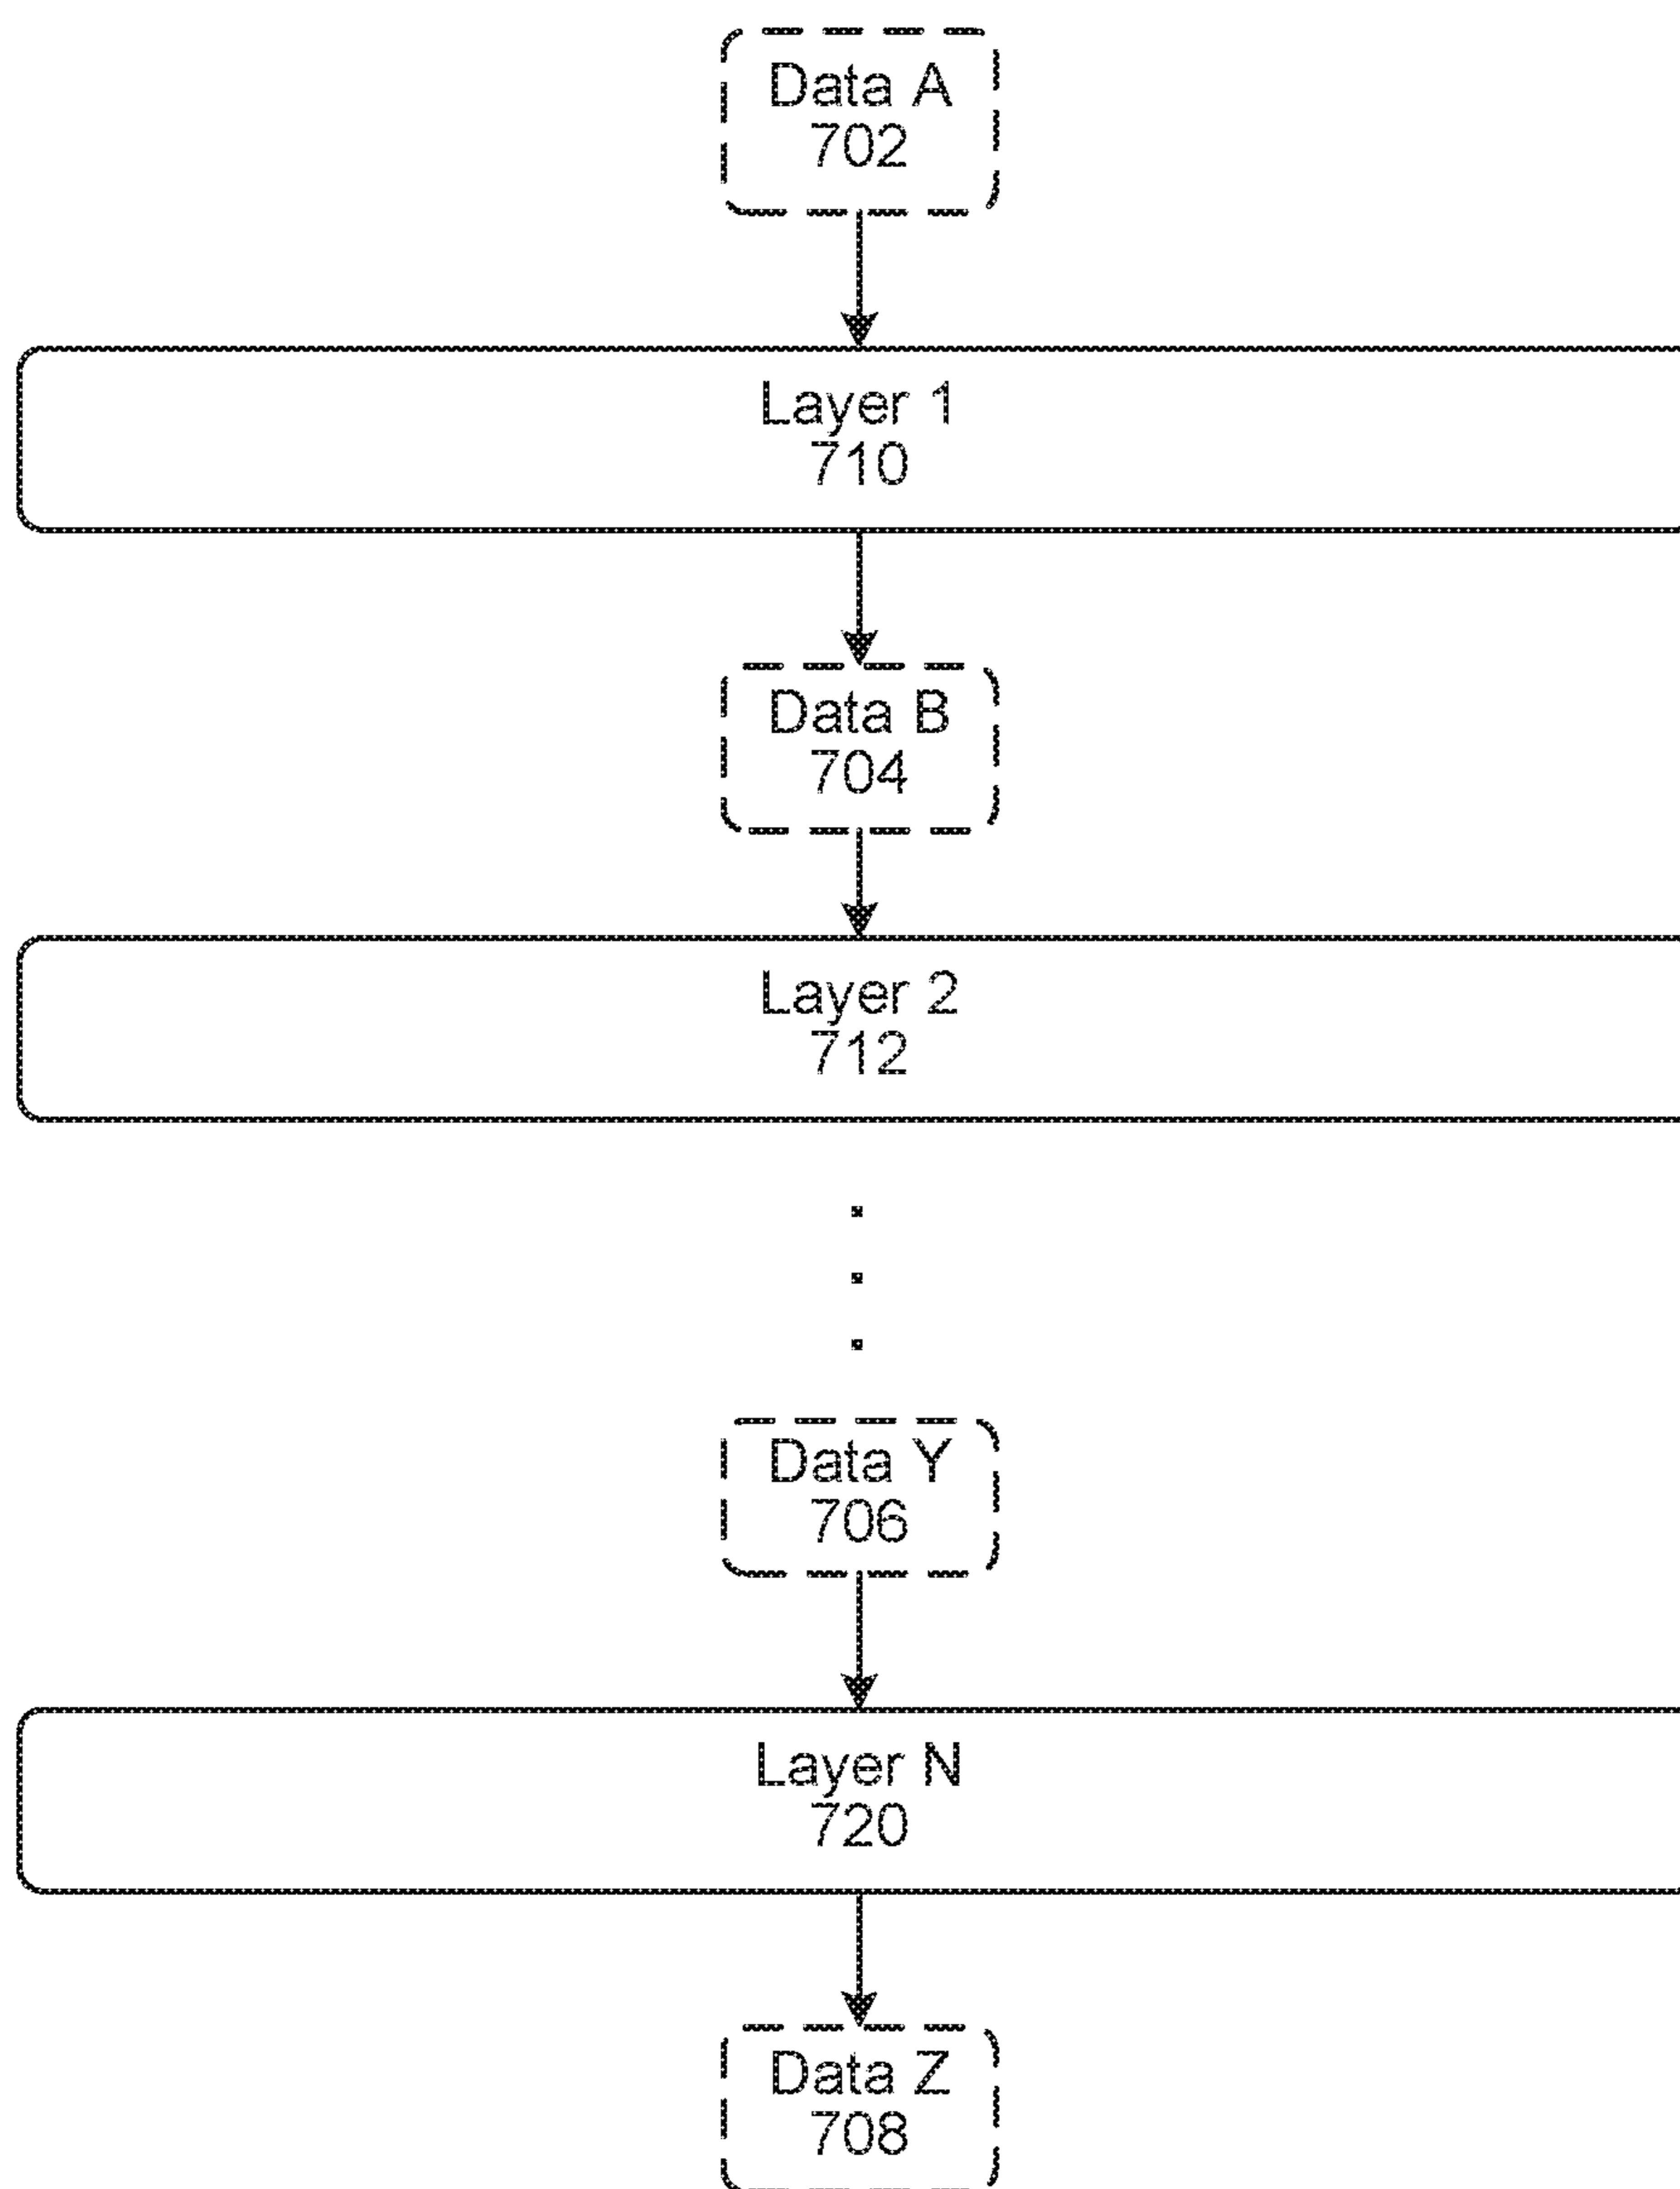 Data A
702
Layer 1
710
Data B
704
Layer 2
712
Data Y
706
Layer N
720
Data Z
708